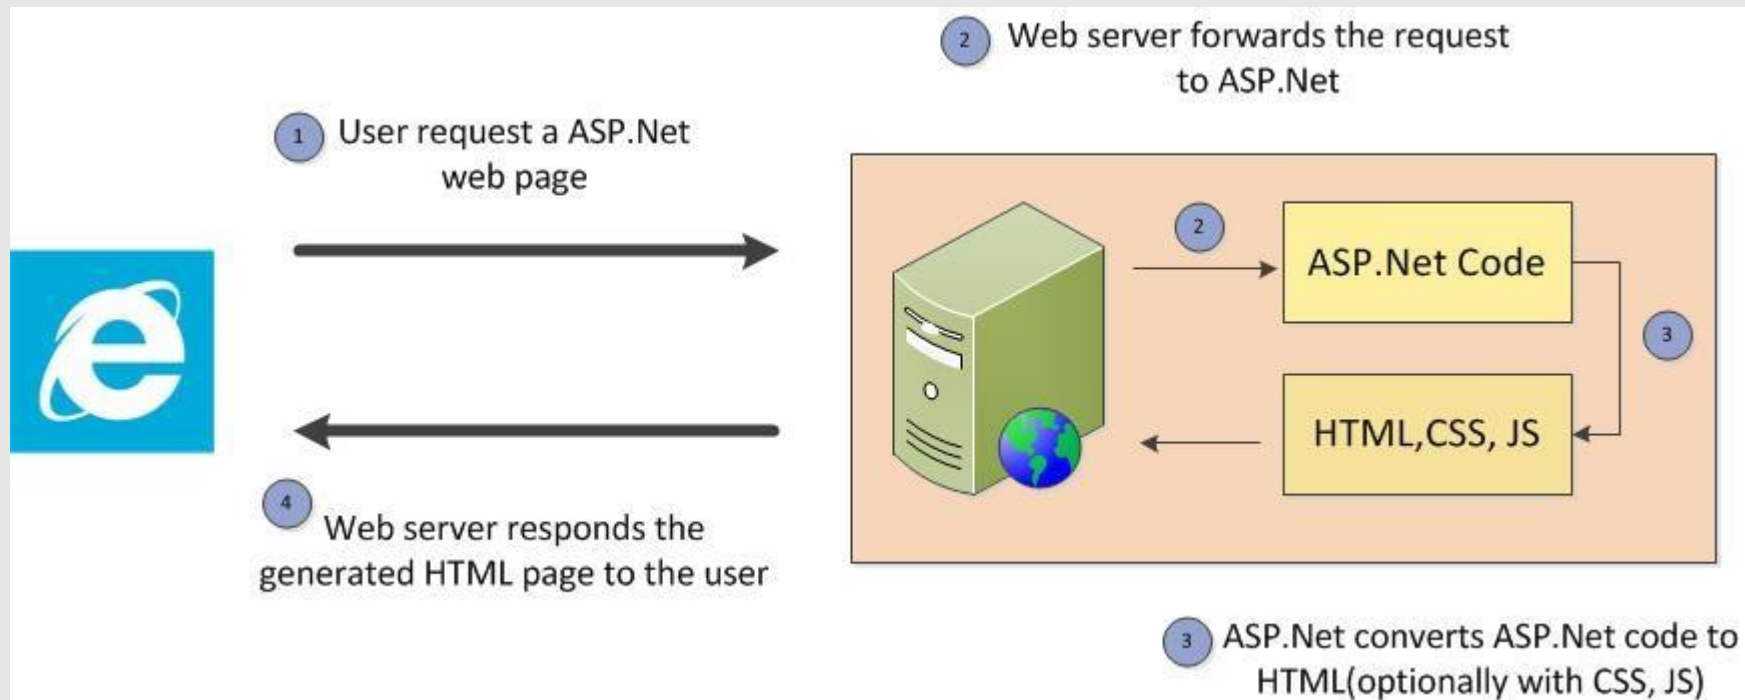 2 Web server forwards the request
to ASP.Net
1 User request a ASP.Net
web page
2
ASP.Net Code
3
HTML,CSS, JS
4
Web server responds the
generated HTML page to the user
3 ASP.Net converts ASP.Net code to
HTML(optionally with CSS, JS)